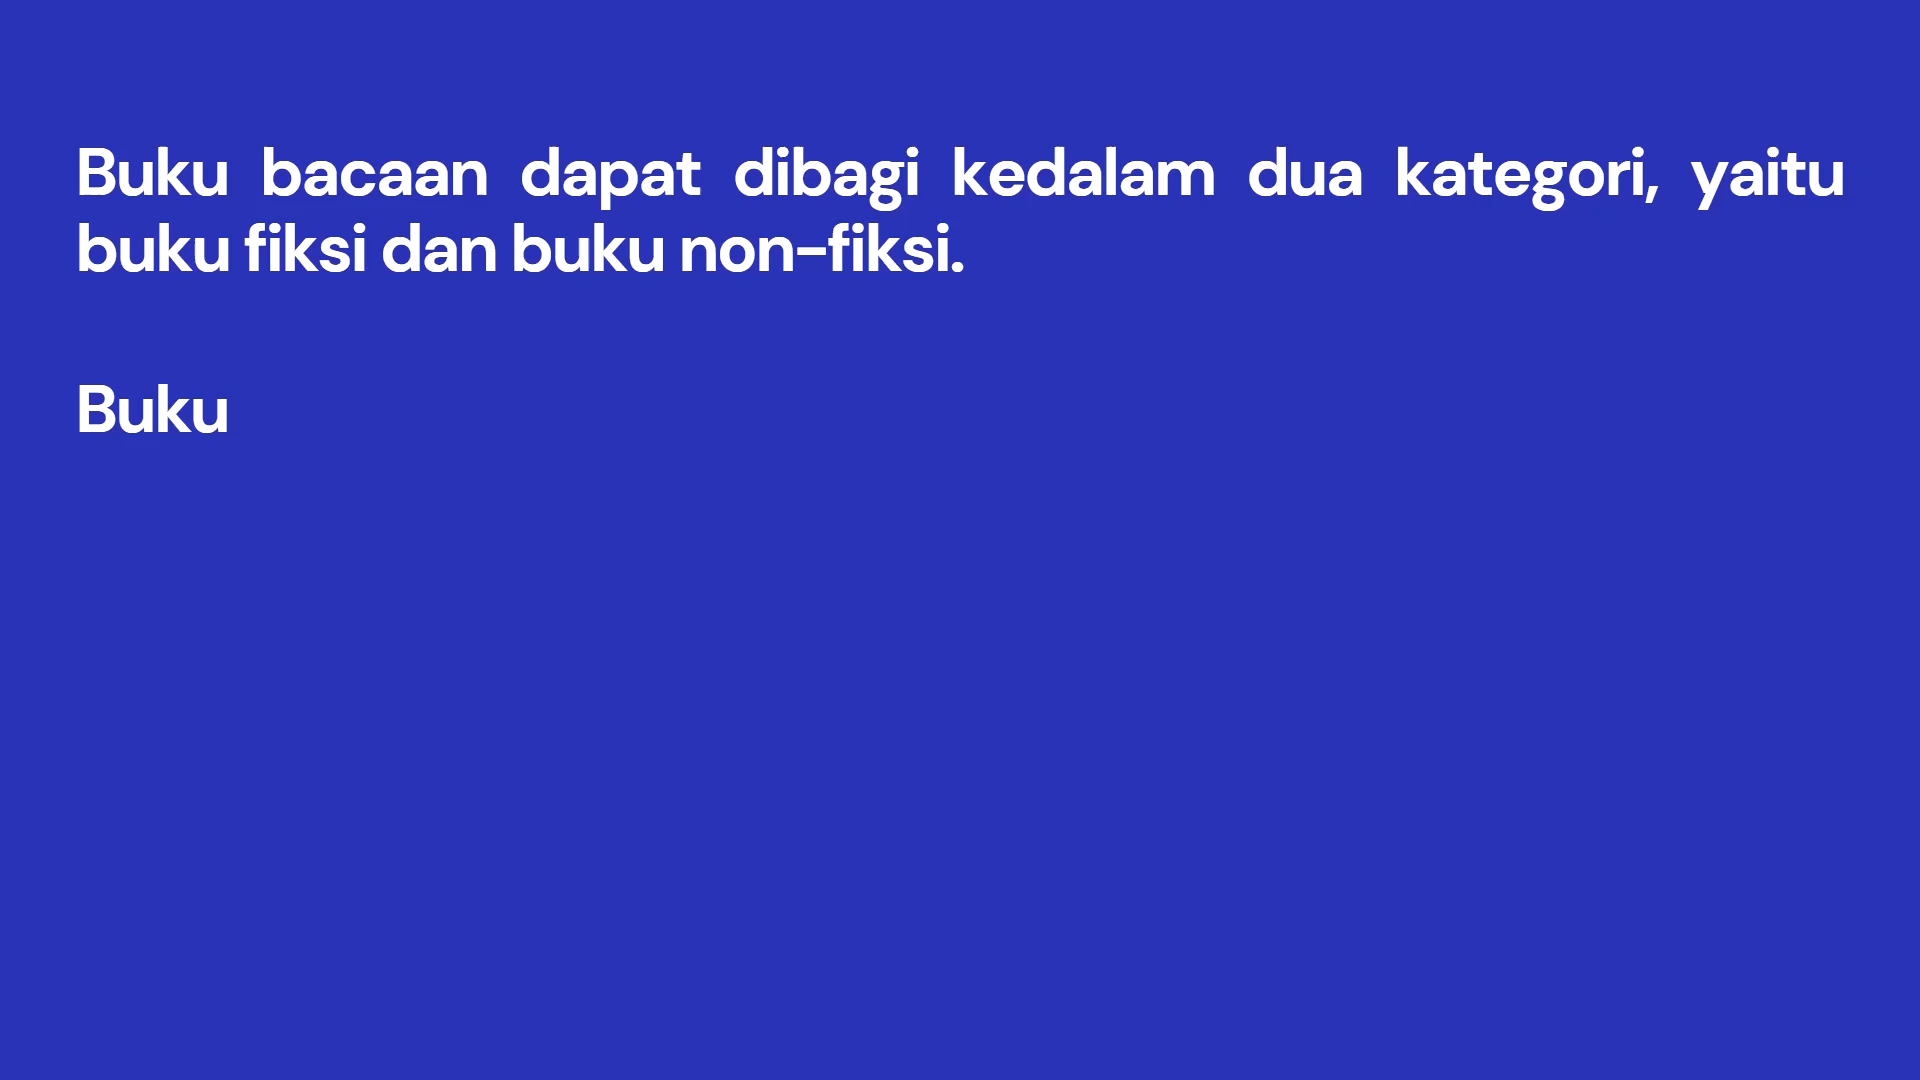 Buku bacaan dapat dibagi kedalam dua kategori, yaitu
buku fiksi dan buku non-fiksi.
Buku